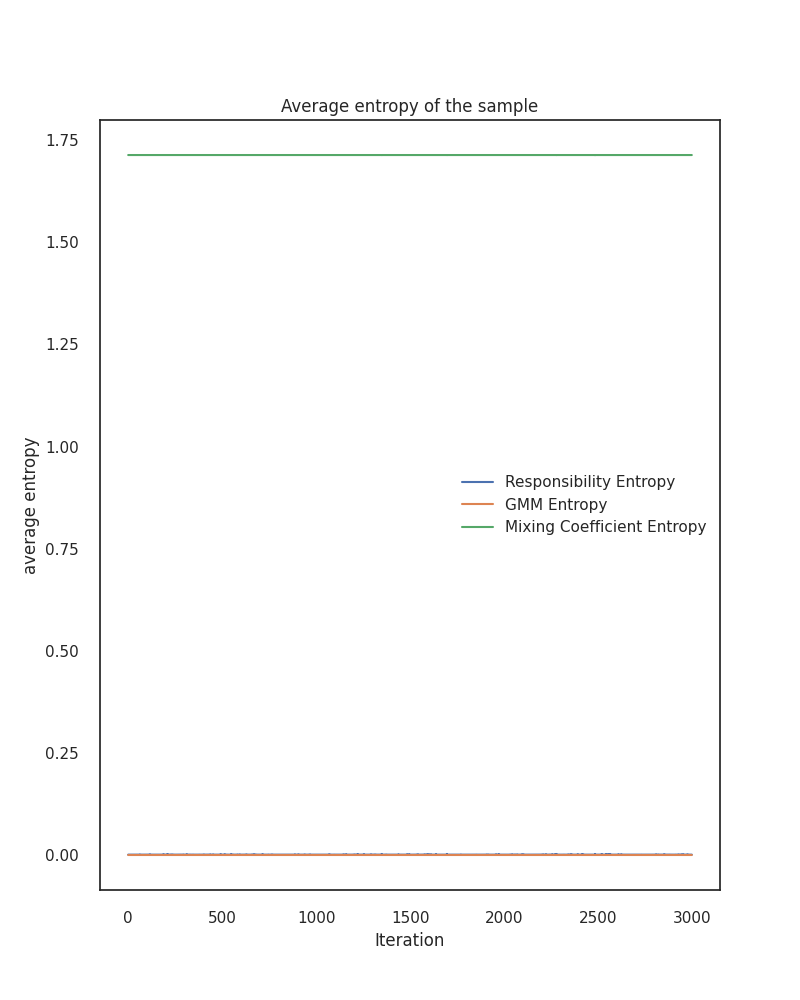 Average entropy of the sample
1.75
1.50
1.25
1.00
0.75
0.50
0.25
0.00
average entropy
Responsibility Entropy
GMM Entropy
Mixing Coefficient Entropy
0 500 1000 1500 2000 2500 3000
Iteration